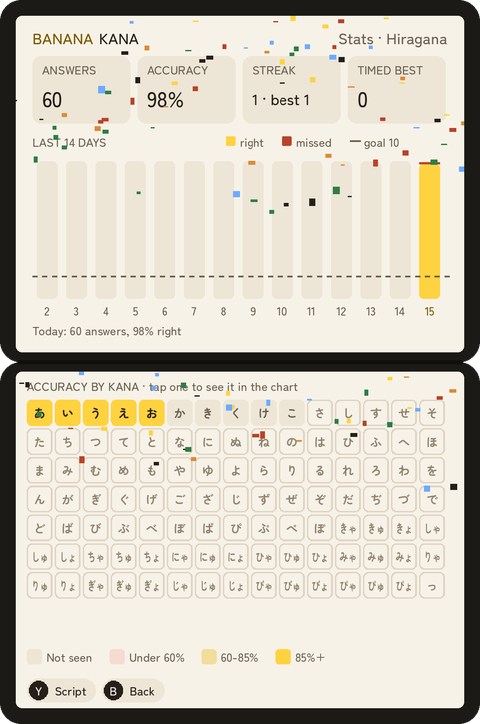 BANANA KANA
Stats · Hiragana
ANSWERS
60
ACCURACY
98%
STREAK
1 · best 1
TIMED BEST
0
LAST 14 DAYS
right
missed
goal 10
2 3 4 5 6 7 8 9 10 11 12 13 14 15
Today: 60 answers, 98% right
ACCURACY BY KANA · tap one to see it in the chart
あ い う え お か き く け こ さ し す せ そ
た ち つ て と な に ぬ ね の は ひ ふ へ ほ
ま み む め も や ゆ よ ら り る れ ろ わ を
ん が ぎ ぐ げ ご ざ じ ず ぜ ぞ だ ぢ づ で
ど ば び ぶ べ ぼ ぱ ぴ ぷ ぺ ぽ きゃ きゅ きょ しゃ
しゅ しょ ちゃ ちゅ ちょ にゃ にゅ にょ ひゃ ひゅ ひょ みゃ みゅ みょ りゃ
りゅ りょ ぎゃ ぎゅ ぎょ じゃ じゅ じょ びゃ びゅ びょ ぴゃ ぴゅ ぴょ っ
Not seen
Under 60%
60-85%
85%+
Y Script
B Back